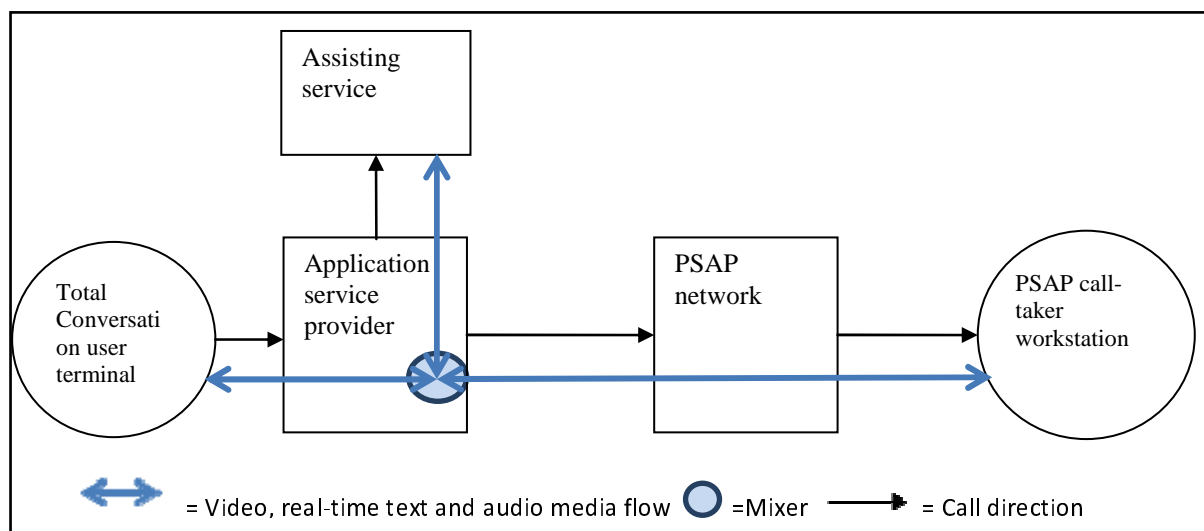 Assisting
service
Total
Conversati
on user
terminal
Application
service
provider
PSAP
network
PSAP call-
taker
workstation
= Video, real-time text and audio media flow =Mixer = Call direction